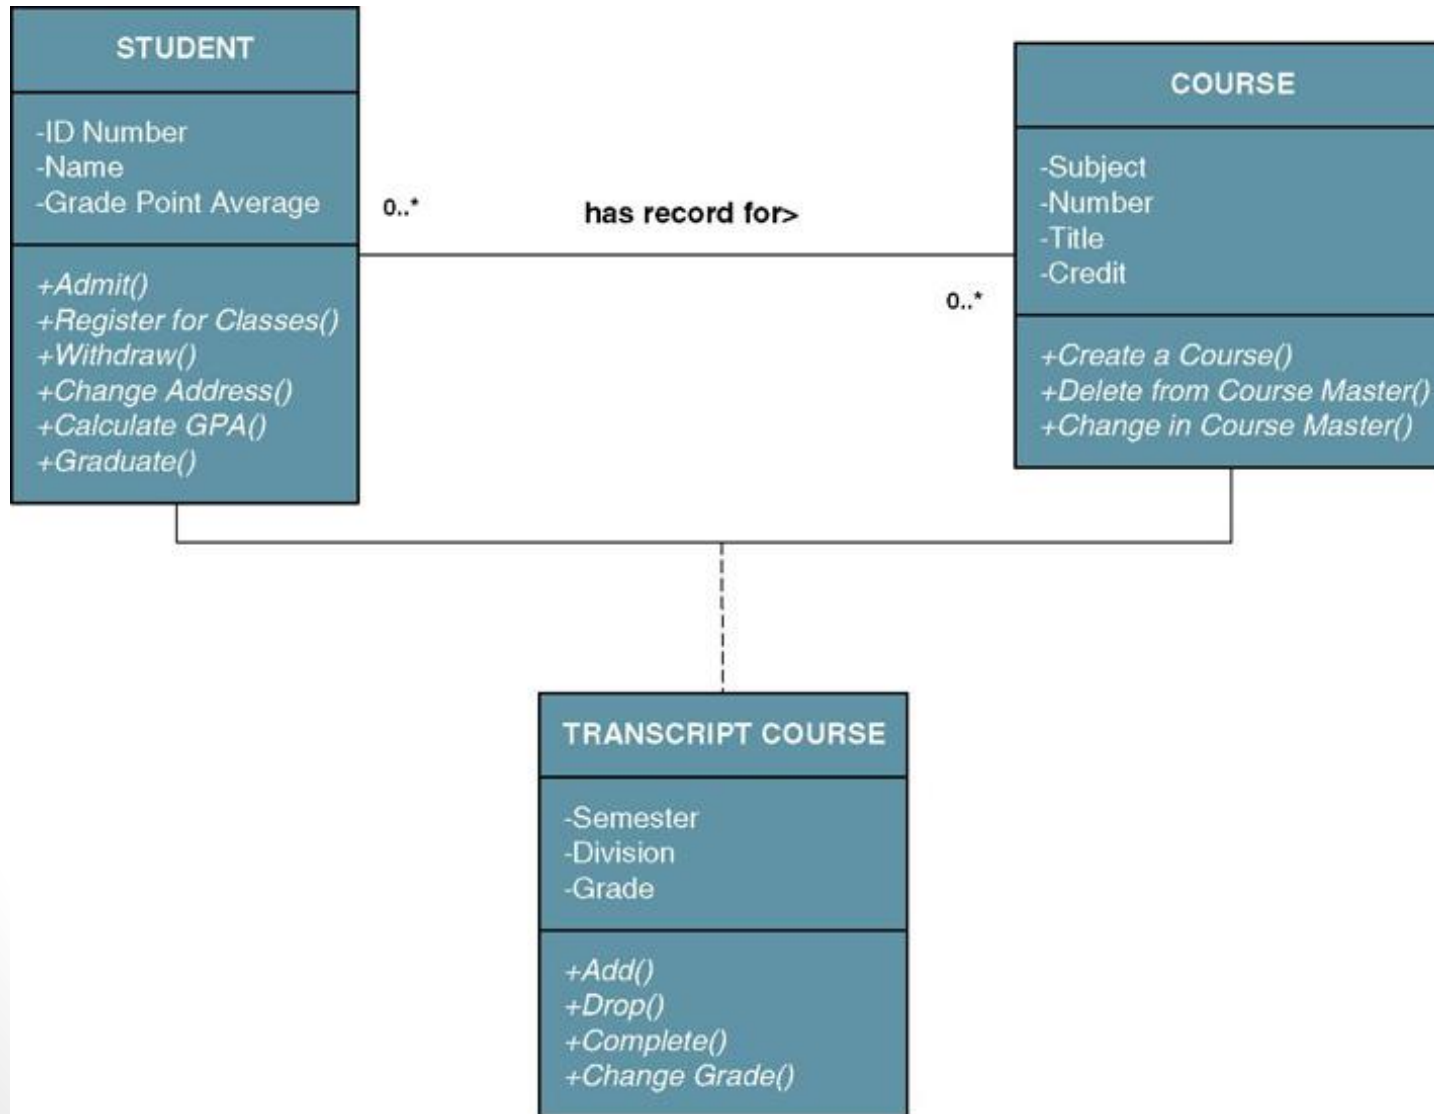 STUDENT
-ID Number
-Name
-Grade Point Average
+Admit()
+Register for Classes()
+Withdraw()
+Change Address()
+Calculate GPA()
+Graduate()
0..*
has record for>
0..*
COURSE
-Subject
-Number
-Title
-Credit
+Create a Course()
+Delete from Course Master()
+Change in Course Master()
TRANSCRIPT COURSE
-Semester
-Division
-Grade
+Add()
+Drop()
+Complete()
+Change Grade()